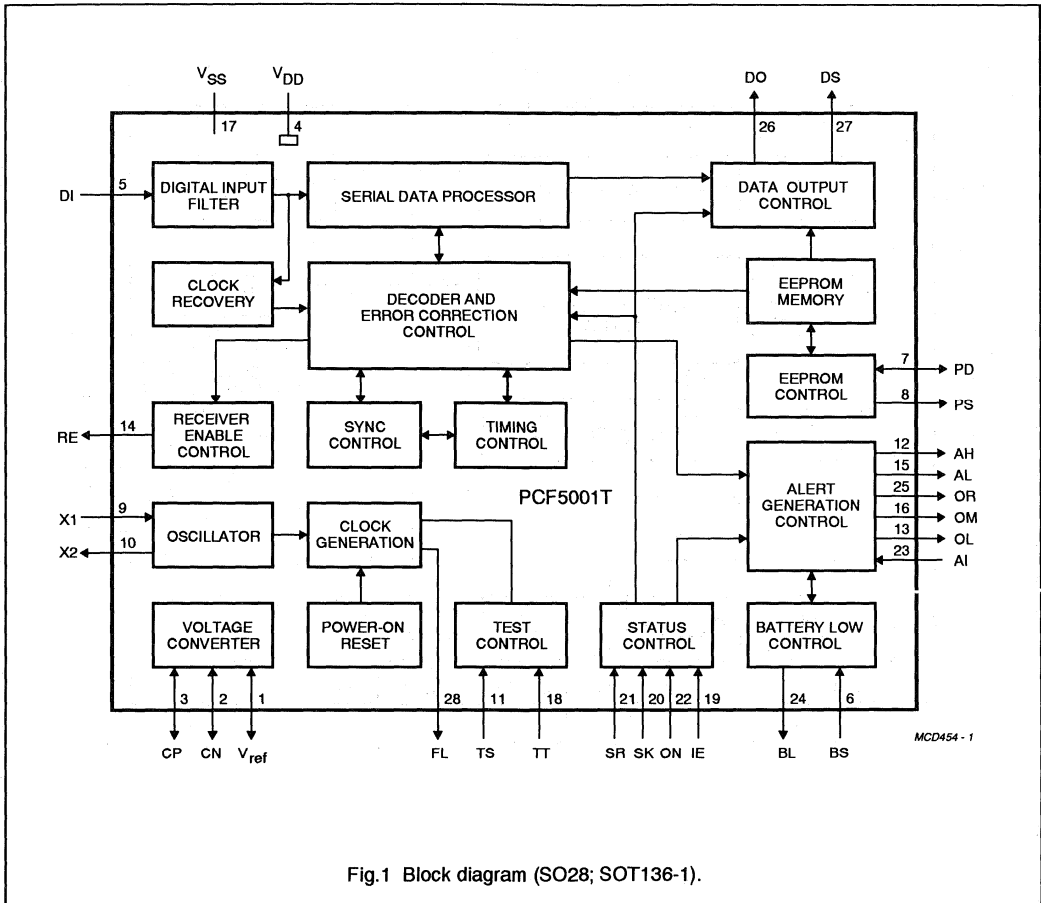 VSS VDD DO DS
17 4 26 27
DI 5 DIGITAL INPUT
FILTER
SERIAL DATA PROCESSOR
DATA OUTPUT
CONTROL
CLOCK
RECOVERY
DECODER AND
ERROR CORRECTION
CONTROL
EEPROM
MEMORY
EEPROM
CONTROL
7 PD
8 PS
RE 14
RECEIVER
ENABLE
CONTROL
SYNC
CONTROL
TIMING
CONTROL
PCF5001T
ALERT
GENERATION
CONTROL
12 AH
15 AL
25 OR
16 OM
13 OL
23 AI
X1 9
X2 10
OSCILLATOR
CLOCK
GENERATION
VOLTAGE
CONVERTER
POWER-ON
RESET
TEST
CONTROL
STATUS
CONTROL
BATTERY LOW
CONTROL
3 2 1 28 11 18 21 20 22 19 24 6
CP CN Vref FL TS TT SR SK ON IE BL BS
MCD454 - 1
Fig.1 Block diagram (SO28; SOT136-1).